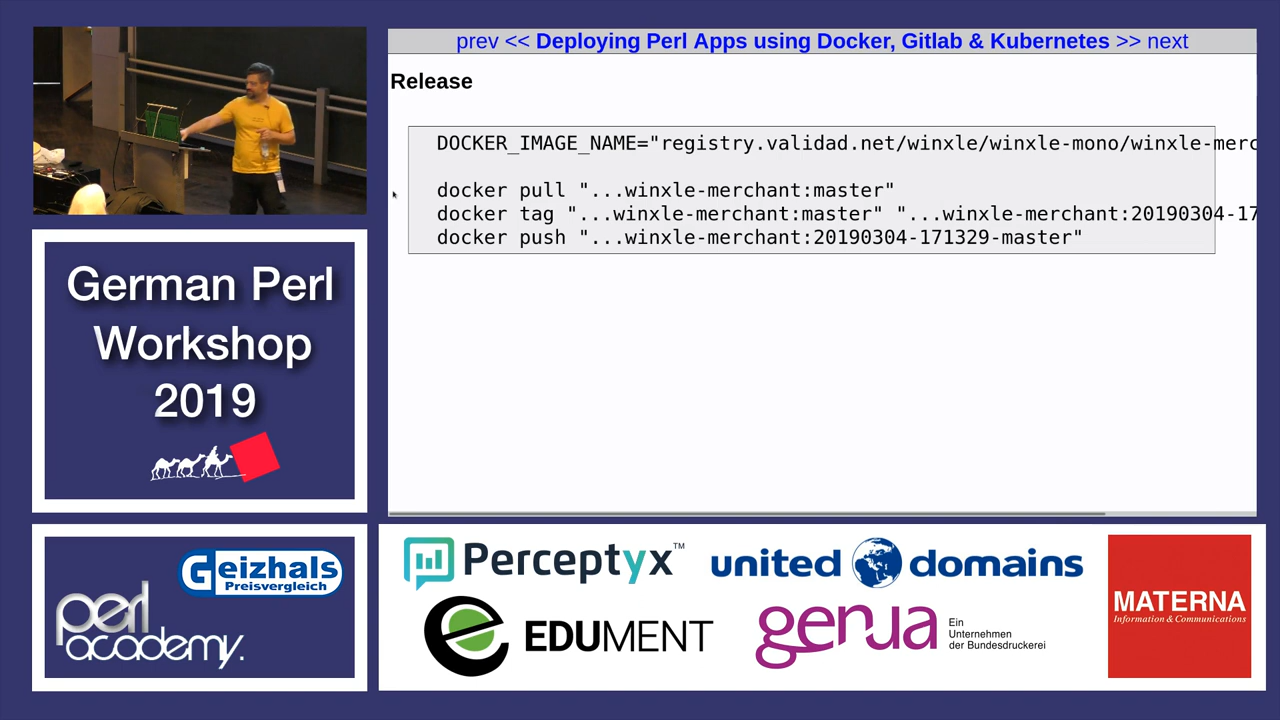 prev << Deploying Perl Apps using Docker, Gitlab & Kubernetes >> next
Release
DOCKER_IMAGE_NAME="registry.validad.net/winxle/winxle-mono/winxle-merc
docker pull "...winxle-merchant:master"
docker tag "...winxle-merchant:master" "...winxle-merchant:20190304-17
docker push "...winxle-merchant:20190304-171329-master"
German Perl
Workshop
2019
Geizhals
Preisvergleich
perl
academy.
Perceptyx™
united domains
EDUMENT
genua
Ein
Unternehmen
der Bundesdruckerei
MATERNA
Information & Communications